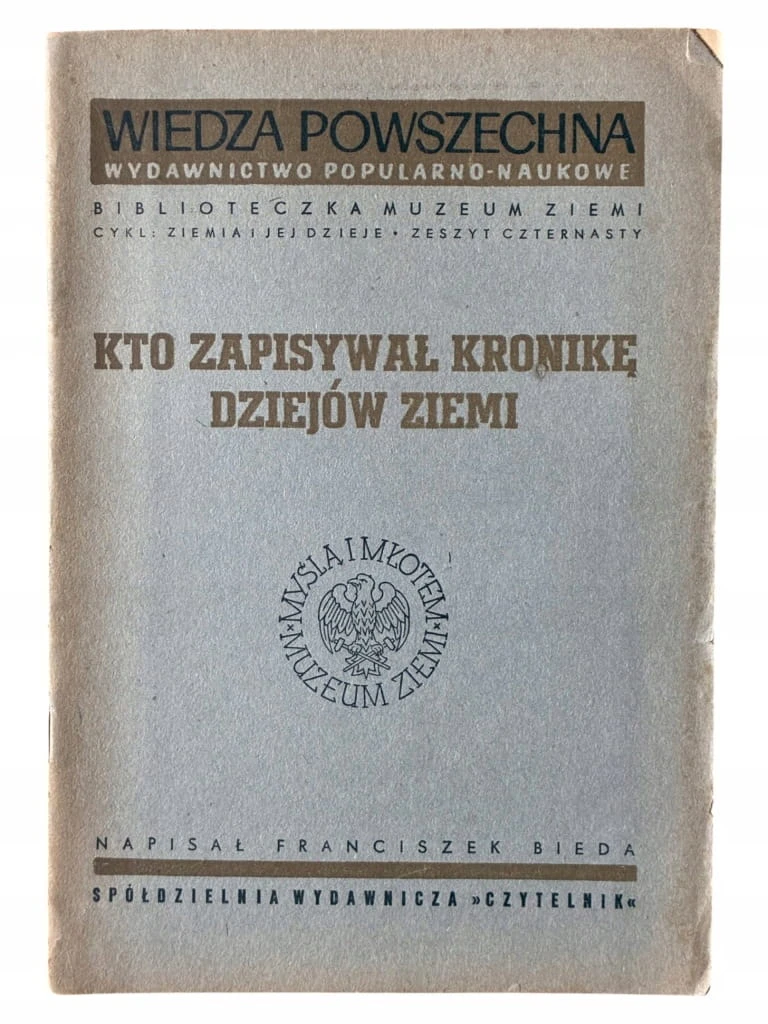 WIEDZA POWSZECHNA
WYDAWNICTWO POPULARNO-NAUKOWE
BIBLIOTECZKA MUZEUM ZIEMI
CYKL: ZIEMIA I JEJ DZIEJE • ZESZYT CZTERNASTY
KTO ZAPISYWAŁ KRONIKĘ
DZIEJÓW ZIEMI
MYŚLĄ I MŁOTEM
MUZEUM ZIEMI
NAPISAŁ FRANCISZEK BIEDA
SPÓŁDZIELNIA WYDAWNICZA »CZYTELNIK«